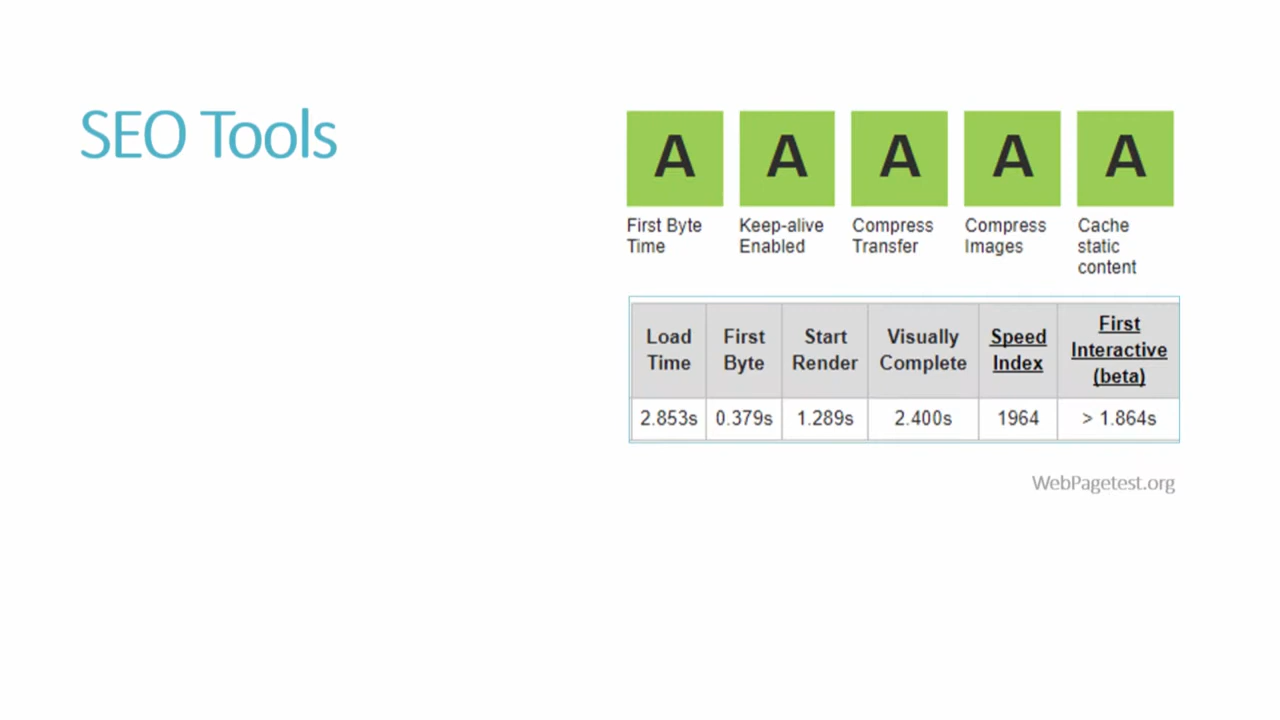 SEO Tools
A A A A A
First Byte Time
Keep-alive Enabled
Compress Transfer
Compress Images
Cache static content
Load Time
First Byte
Start Render
Visually Complete
Speed Index
First Interactive (beta)
2.853s 0.379s 1.289s 2.400s 1964 > 1.864s
WebPagetest.org